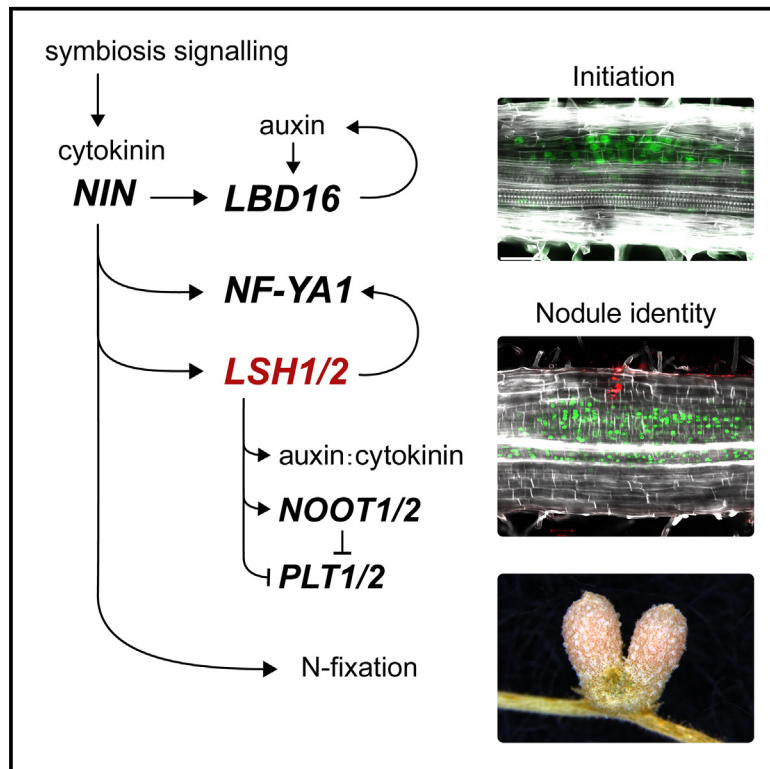 symbiosis signalling
cytokinin
NIN
auxin
LBD16
NF-YA1
LSH1/2
auxin:cytokinin
NOOT1/2
PLT1/2
N-fixation
Initiation
Nodule identity